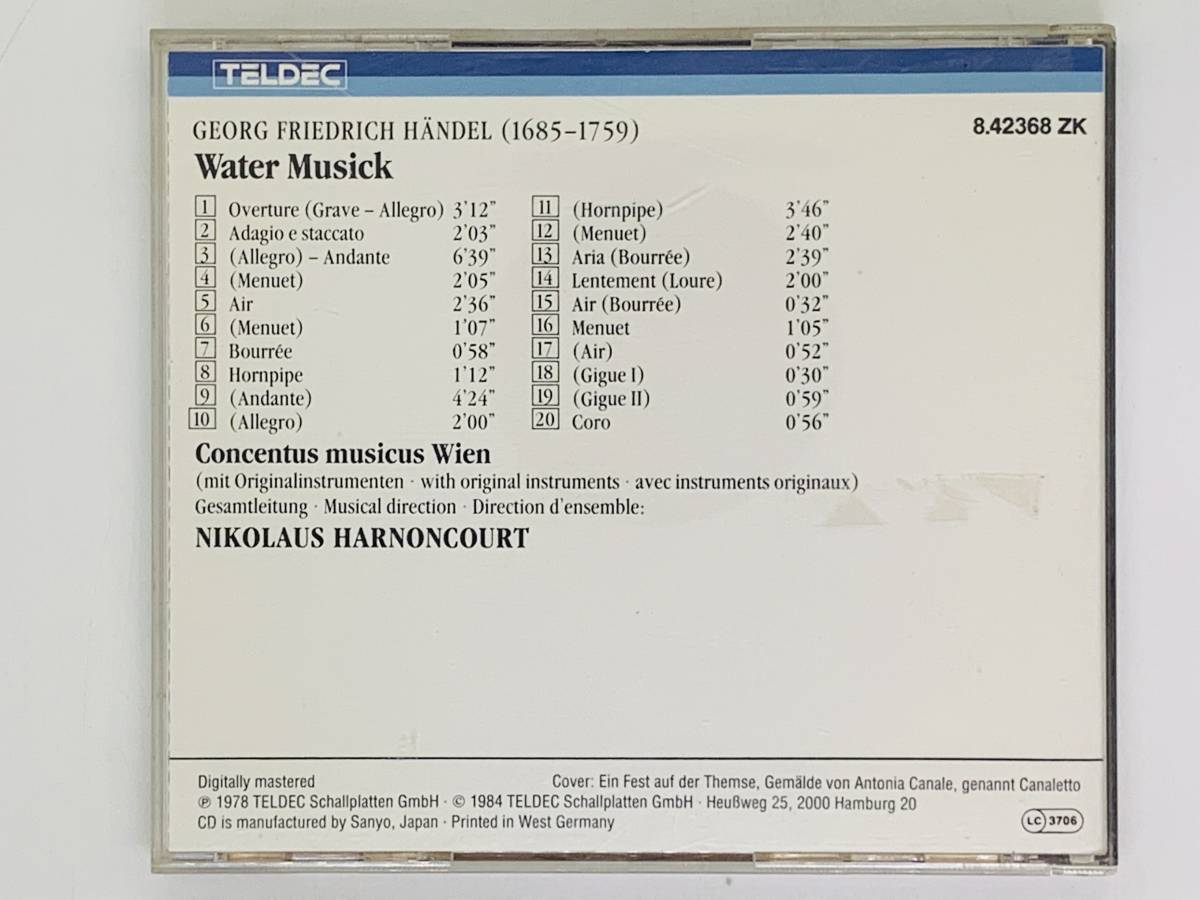 TELDEC
GEORG FRIEDRICH HÄNDEL (1685–1759)
8.42368 ZK
Water Musick
1 Overture (Grave – Allegro) 3'12"
2 Adagio e staccato 2'03"
3 (Allegro) – Andante 6'39"
4 (Menuet) 2'05"
5 Air 2'36"
6 (Menuet) 1'07"
7 Bourrée 0'58"
8 Hornpipe 1'12"
9 (Andante) 4'24"
10 (Allegro) 2'00"
11 (Hornpipe) 3'46"
12 (Menuet) 2'40"
13 Aria (Bourrée) 2'39"
14 Lentement (Loure) 2'00"
15 Air (Bourrée) 0'32"
16 Menuet 1'05"
17 (Air) 0'52"
18 (Gigue I) 0'30"
19 (Gigue II) 0'59"
20 Coro 0'56"
Concentus musicus Wien
(mit Originalinstrumenten · with original instruments · avec instruments originaux)
Gesamtleitung · Musical direction · Direction d'ensemble:
NIKOLAUS HARNONCOURT
Digitally mastered
Cover: Ein Fest auf der Themse, Gemälde von Antonia Canale, genannt Canaletto
℗ 1978 TELDEC Schallplatten GmbH · © 1984 TELDEC Schallplatten GmbH · Heußweg 25, 2000 Hamburg 20
CD is manufactured by Sanyo, Japan · Printed in West Germany
LC 3706